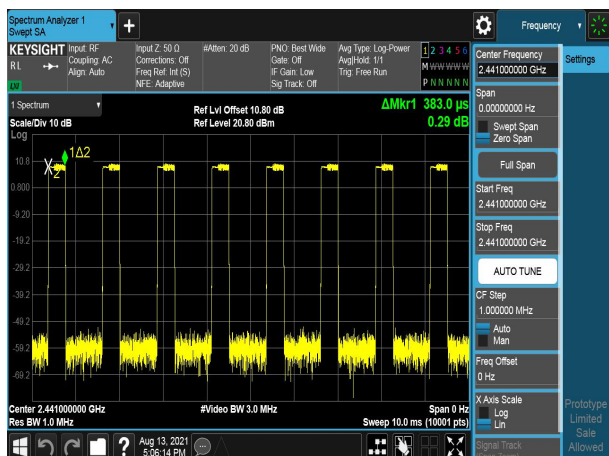 Spectrum Analyzer 1
Swept SA
+
Frequency
KEYSIGHT
RL
Input: RF
Coupling: AC
Align: Auto
Input Z: 50 Ω
Corrections: Off
Freq Ref: Int (S)
NFE: Adaptive
#Atten: 20 dB
PNO: Best Wide
Gate: Off
IF Gain: Low
Sig Track: Off
Avg Type: Log-Power
Avg|Hold: 1/1
Trig: Free Run
1 2 3 4 5 6
M W W W W W
P N N N N N
1 Spectrum
Scale/Div 10 dB
Log
Ref Lvl Offset 10.80 dB
Ref Level 20.80 dBm
ΔMkr1 383.0 µs
0.29 dB
10.8
0.800
-9.20
-19.2
-29.2
-39.2
-49.2
-59.2
-69.2
1Δ2
X2
Center 2.441000000 GHz
Res BW 1.0 MHz
#Video BW 3.0 MHz
Span 0 Hz
Sweep 10.0 ms (10001 pts)
Center Frequency
2.441000000 GHz
Span
0.00000000 Hz
Swept Span
Zero Span
Full Span
Start Freq
2.441000000 GHz
Stop Freq
2.441000000 GHz
AUTO TUNE
CF Step
1.000000 MHz
Auto
Man
Freq Offset
0 Hz
X Axis Scale
Log
Lin
Signal Track
Settings
Prototype
Limited
Sale
Allowed
?
Aug 13, 2021
5:06:14 PM